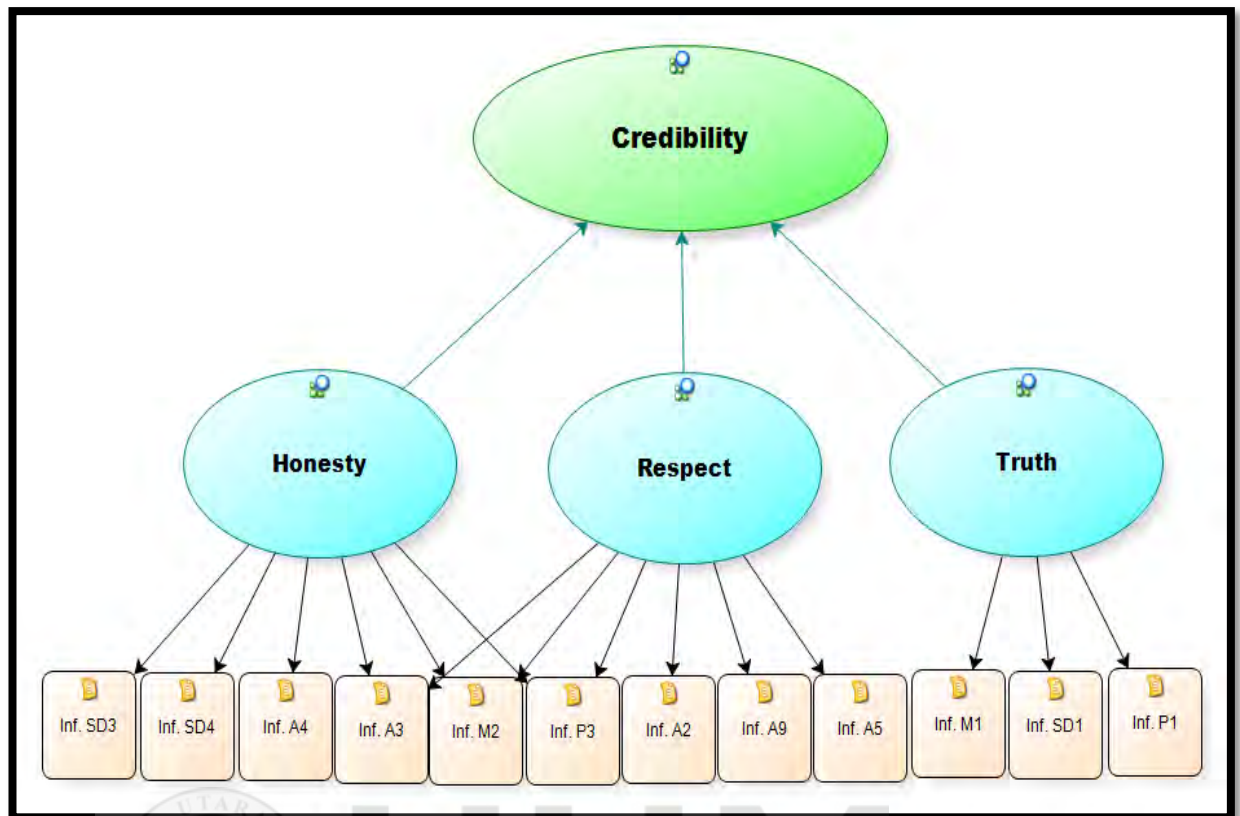 Credibility
Honesty
Respect
Truth
Inf. SD3
Inf. SD4
Inf. A4
Inf. A3
Inf. M2
Inf. P3
Inf. A2
Inf. A9
Inf. A5
Inf. M1
Inf. SD1
Inf. P1
UTAR